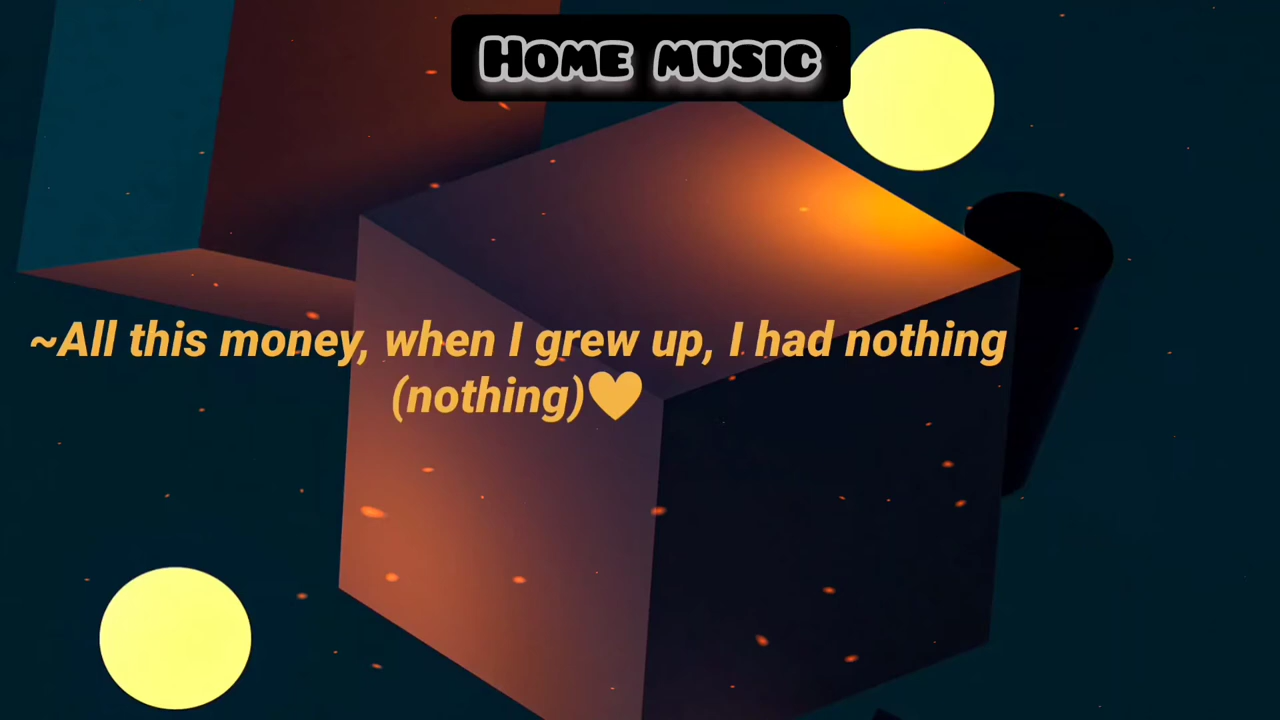 Home music
~All this money, when I grew up, I had nothing
(nothing)🧡